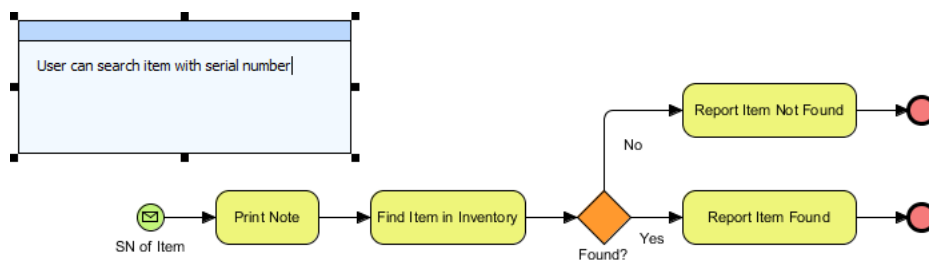 User can search item with serial number
Report Item Not Found
No
Print Note
Find Item in Inventory
Report Item Found
Yes
SN of Item
Found?